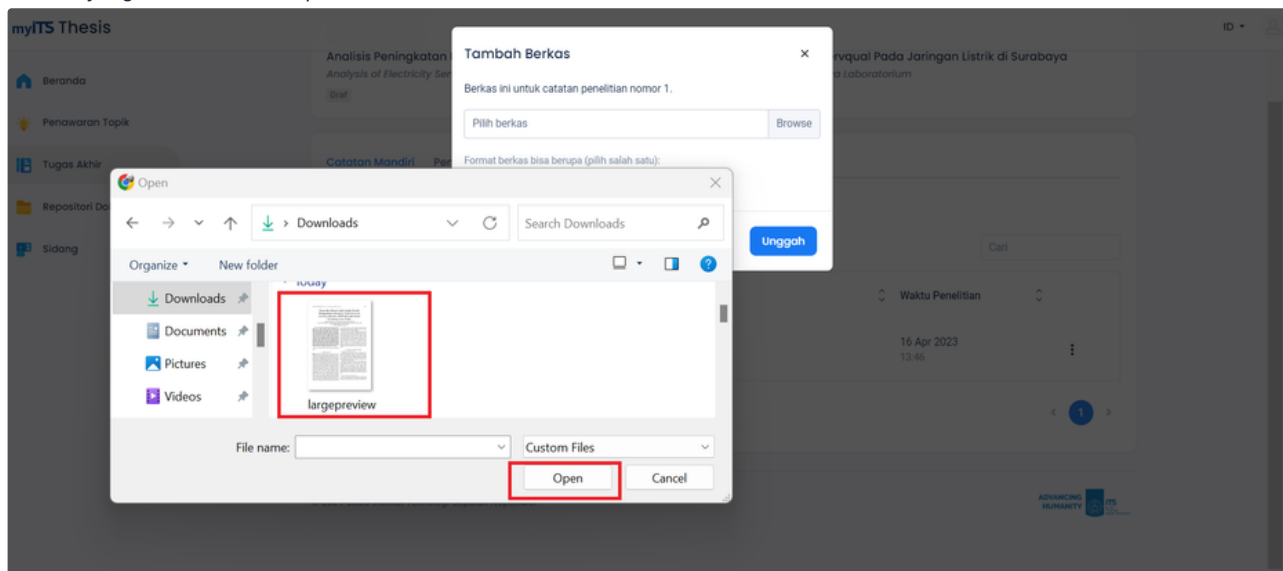 myITS Thesis
ID
Beranda
Penawaran Topik
Tugas Akhir
Repositori Do
Sidang
Analisis Peningkatan
Analysis of Electricity Ser
Draf
ervqual Pada Jaringan Listrik di Surabaya
a Laboratorium
Catatan Mandiri Per
Tambah Berkas
Berkas ini untuk catatan penelitian nomor 1.
Pilih berkas Browse
Format berkas bisa berupa (pilih salah satu):
Unggah
Cari
Waktu Penelitian
16 Apr 2023
13:46
1
Open
Downloads
Search Downloads
Organize New folder
Today
Downloads
Documents
Pictures
Videos
largepreview
File name: Custom Files
Open Cancel
ADVANCING
HUMANITY
ITS